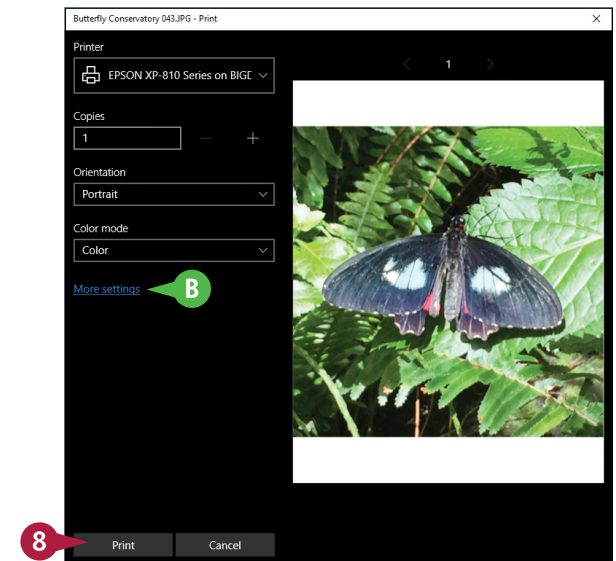 Butterfly Conservatory 043.JPG - Print
Printer
EPSON XP-810 Series on BIGE
Copies
1
Orientation
Portrait
Color mode
Color
More settings
B
1
8
Print
Cancel